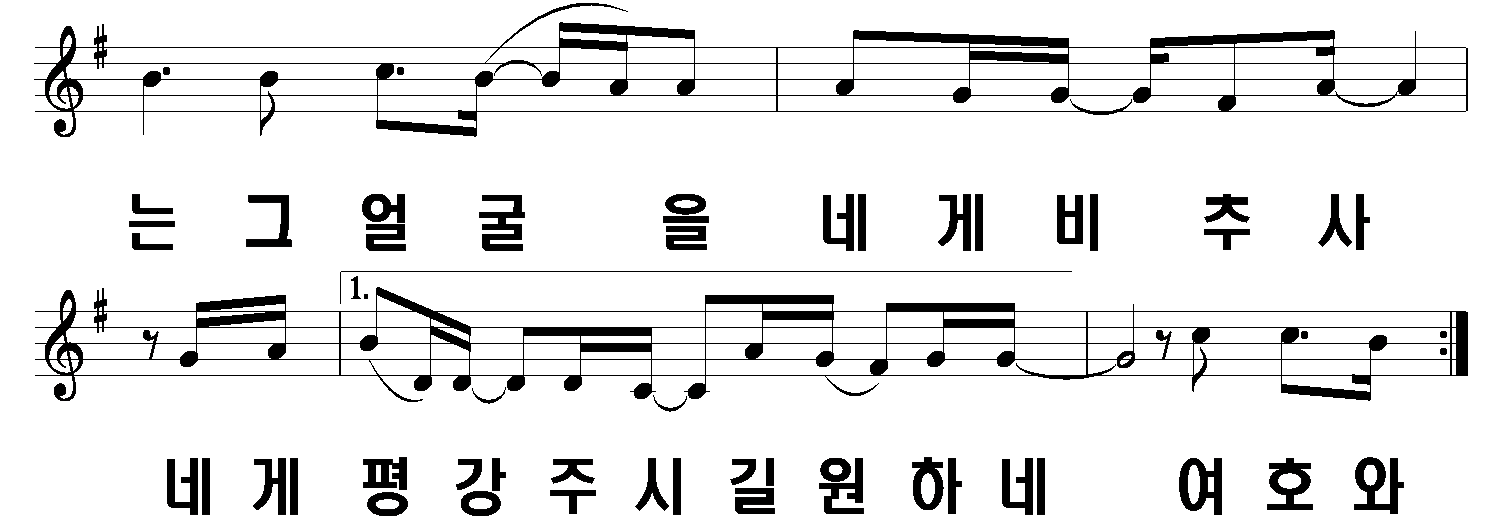 는 그 얼 굴 을 네 게 비 추 사
1.
네 게 평 강 주 시 길 원 하 네 여 호 와